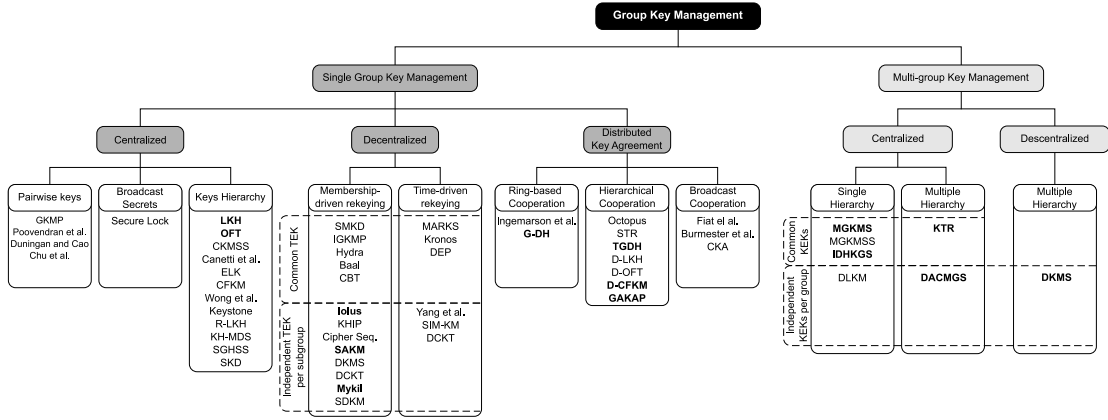 Group Key Management
Single Group Key Management
Multi-group Key Management
Centralized
Decentralized
Distributed
Key Agreement
Centralized
Descentralized
Pairwise keys
GKMP
Poovendran et al.
Duningan and Cao
Chu et al.
Broadcast
Secrets
Secure Lock
Keys Hierarchy
LKH
OFT
CKMSS
Canetti et al.
ELK
CFKM
Wong et al.
Keystone
R-LKH
KH-MDS
SGHSS
SKD
Membership-
driven rekeying
Time-driven
rekeying
Common TEK
SMKD
IGKMP
Hydra
Baal
CBT
MARKS
Kronos
DEP
Independent TEK
per subgroup
Iolus
KHIP
Cipher Seq.
SAKM
DKMS
DCKT
Mykil
SDKM
Yang et al.
SIM-KM
DCKT
Ring-based
Cooperation
Ingemarson et al.
G-DH
Hierarchical
Cooperation
Octopus
STR
TGDH
D-LKH
D-OFT
D-CFKM
GAKAP
Broadcast
Cooperation
Fiat el al.
Burmester et al.
CKA
Single
Hierarchy
Multiple
Hierarchy
Multiple
Hierarchy
Common
KEKs
MGKMS
MGKMSS
IDHKGS
KTR
Independent
KEKs per group
DLKM
DACMGS
DKMS